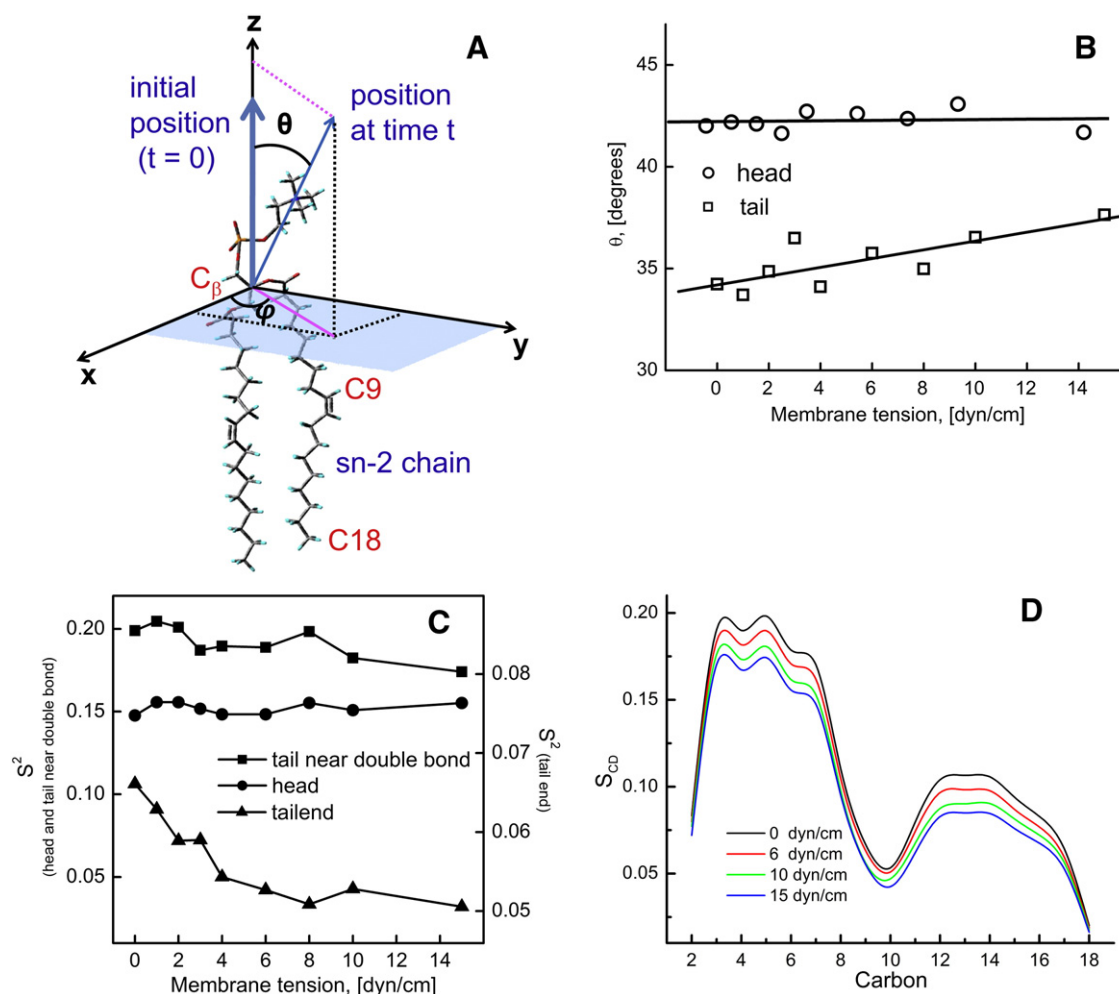 A
z
initial
position
(t = 0)
θ
position
at time t
Cβ
φ
x
y
C9
sn-2 chain
C18
B
45
40
35
30
θ, [degrees]
head
tail
0 2 4 6 8 10 12 14
Membrane tension, [dyn/cm]
C
0.20
0.15
0.10
0.05
S²
(head and tail near double bond)
0.08
0.07
0.06
0.05
S² (tail end)
tail near double bond
head
tailend
0 2 4 6 8 10 12 14
Membrane tension, [dyn/cm]
D
0.20
0.15
0.10
0.05
S_CD
0 dyn/cm
6 dyn/cm
10 dyn/cm
15 dyn/cm
2 4 6 8 10 12 14 16 18
Carbon